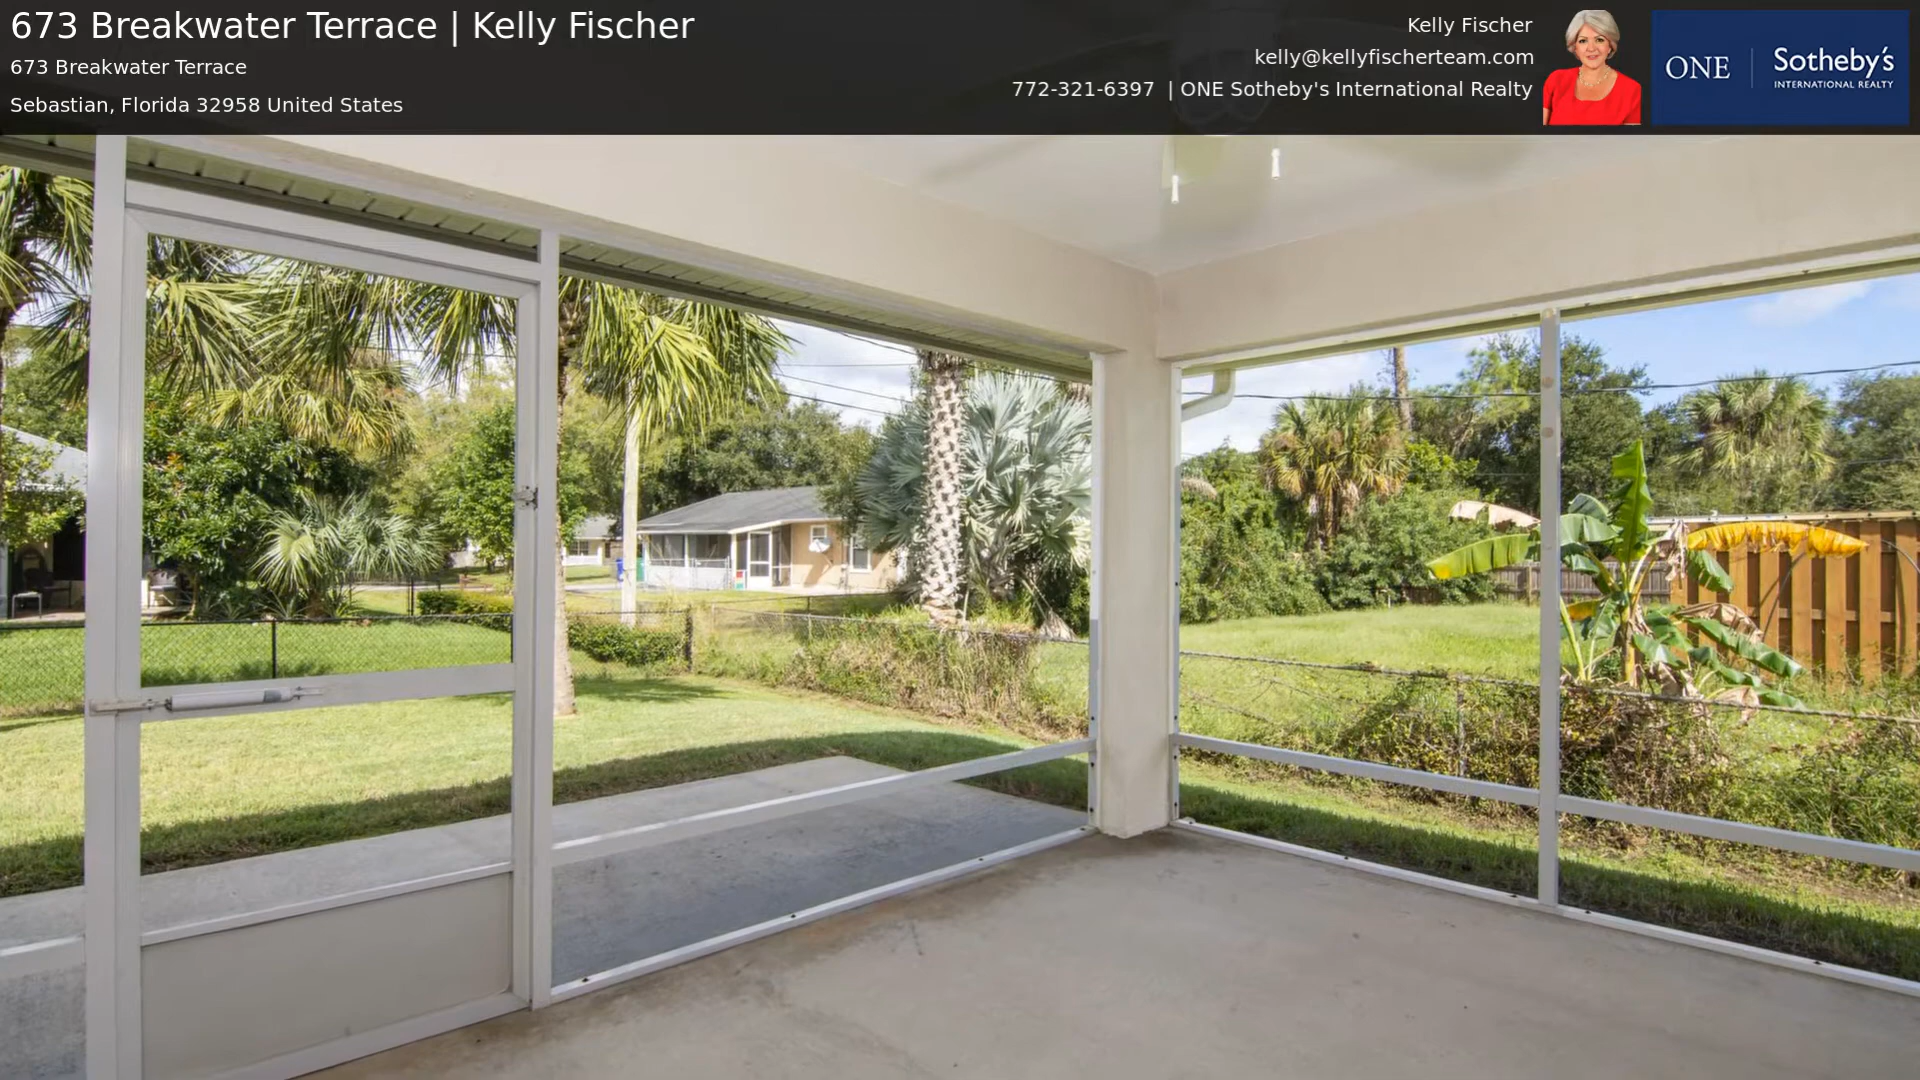 673 Breakwater Terrace | Kelly Fischer
673 Breakwater Terrace
Sebastian, Florida 32958 United States
Kelly Fischer
kelly@kellyfischerteam.com
772-321-6397 | ONE Sotheby's International Realty
ONE | Sotheby's
INTERNATIONAL REALTY